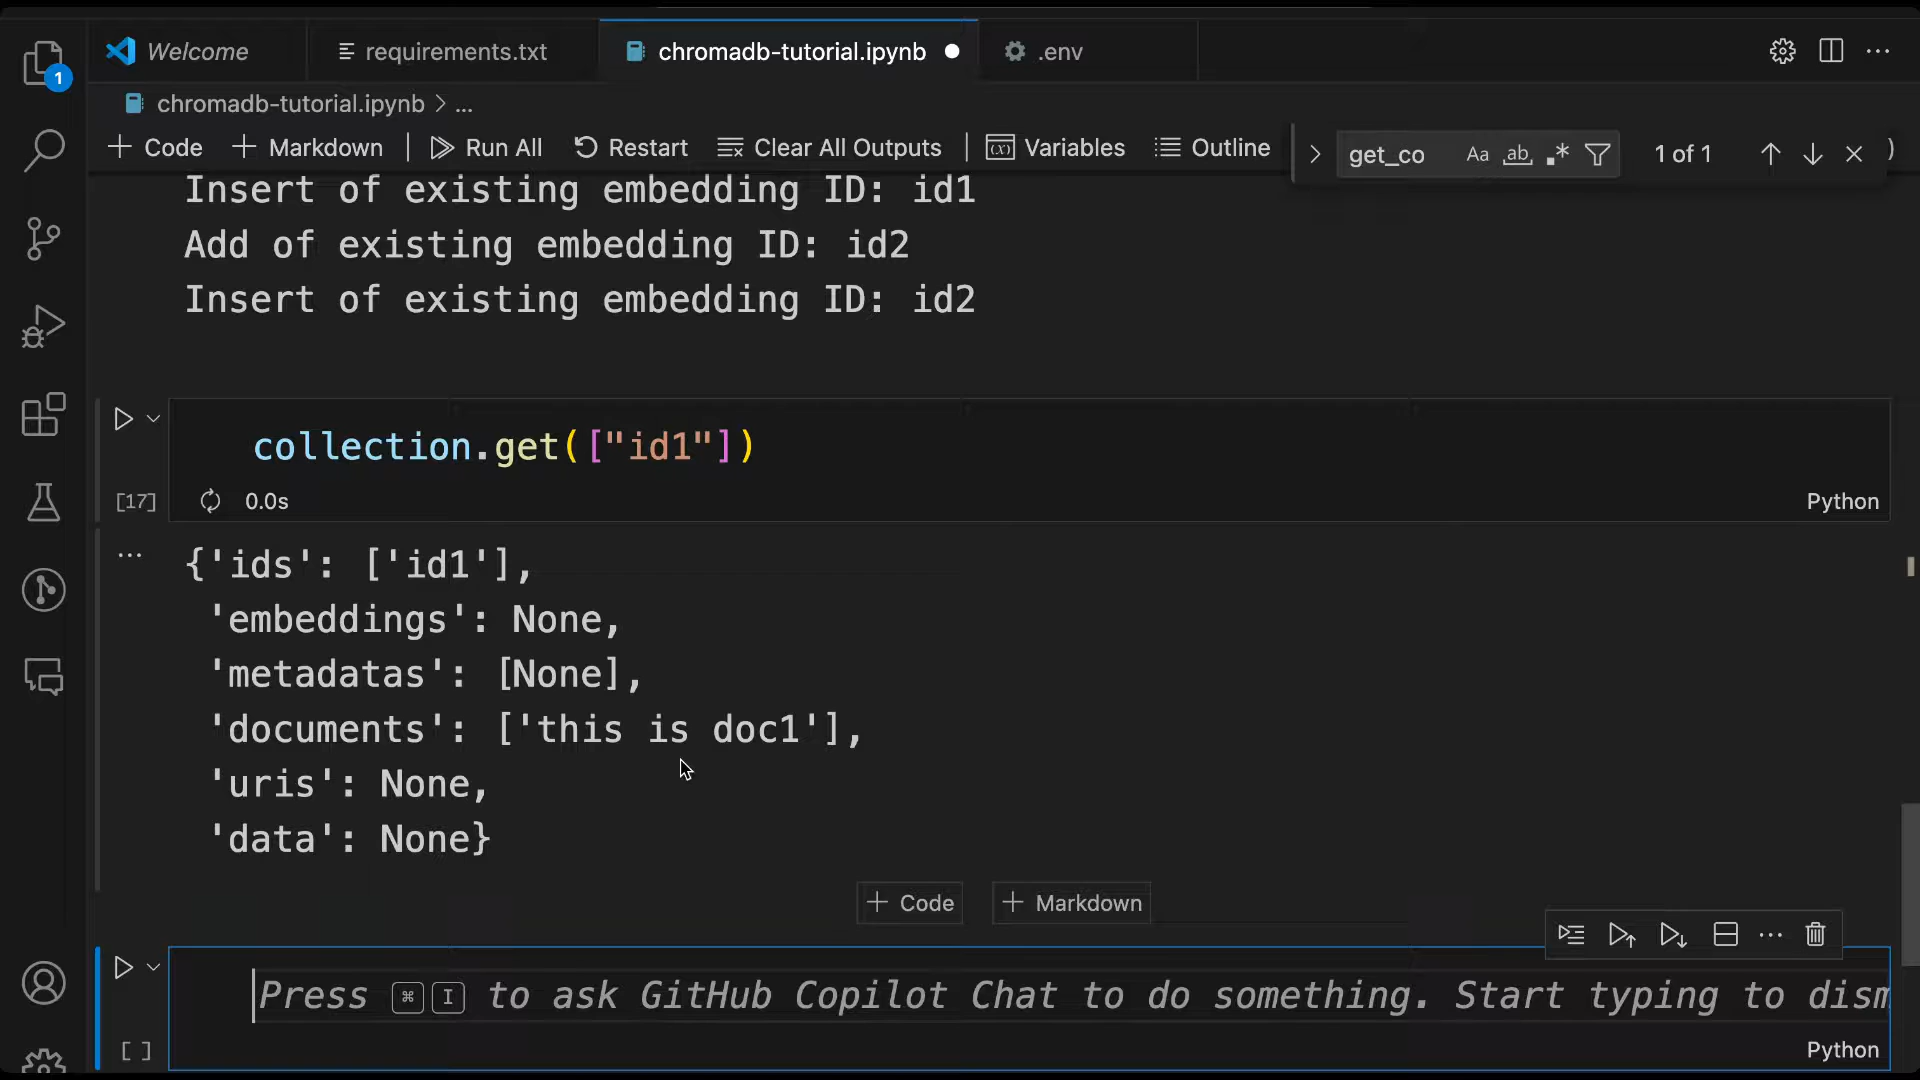 1
Welcome
requirements.txt
chromadb-tutorial.ipynb
.env
chromadb-tutorial.ipynb > ...
Code
Markdown
Run All
Restart
Clear All Outputs
Variables
Outline
get_co
Aa
ab
1 of 1
Insert of existing embedding ID: id1
Add of existing embedding ID: id2
Insert of existing embedding ID: id2
collection.get(["id1"])
[17]
0.0s
Python
{'ids': ['id1'],
'embeddings': None,
'metadatas': [None],
'documents': ['this is doc1'],
'uris': None,
'data': None}
+ Code
+ Markdown
Press ⌘ I to ask GitHub Copilot Chat to do something. Start typing to dism
[ ]
Python